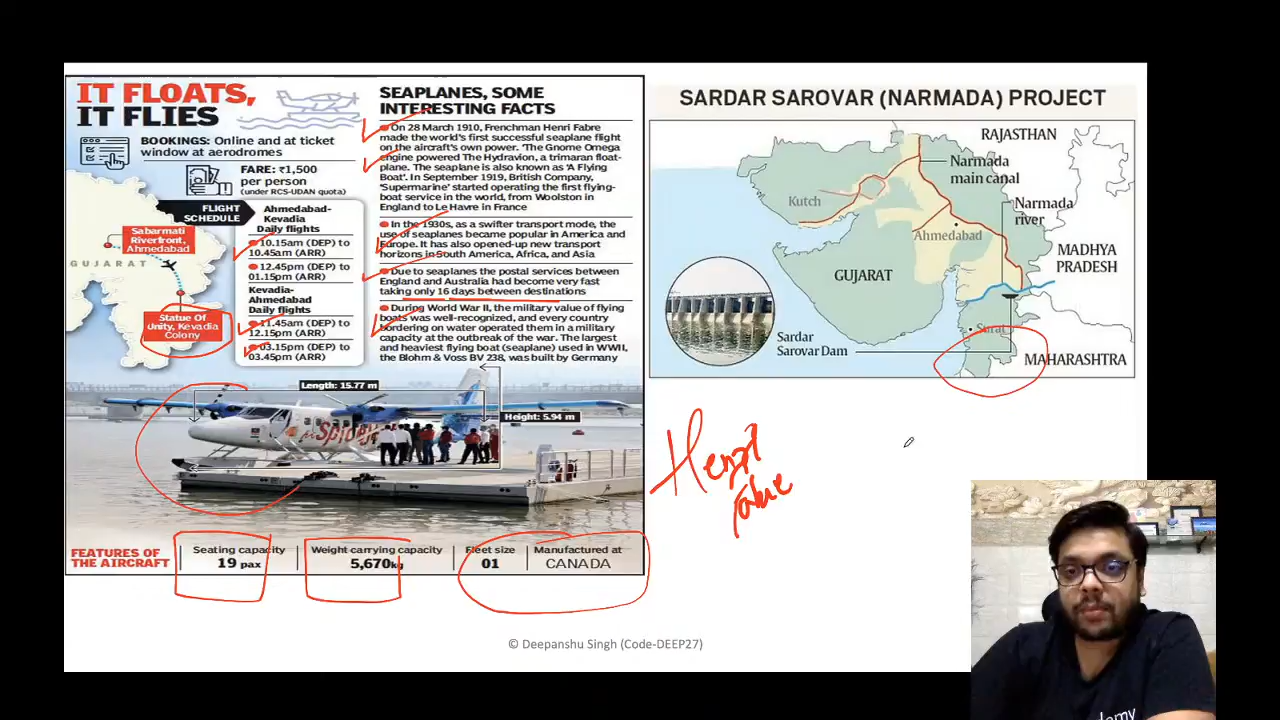 IT FLOATS,
IT FLIES
BOOKINGS: Online and at ticket
window at aerodromes
FARE: ₹1,500
per person
(under RCS-UDAN quota)
FLIGHT
SCHEDULE
Ahmedabad-
Kevadia
Daily flights
10.15am (DEP) to
10.45am (ARR)
12.45pm (DEP) to
01.15pm (ARR)
Kevadia-
Ahmedabad
Daily flights
11.45am (DEP) to
12.15pm (ARR)
03.15pm (DEP) to
03.45pm (ARR)
Sabarmati
Riverfront,
Ahmedabad
GUJARAT
Statue Of
Unity, Kevadia
Colony
SEAPLANES, SOME
INTERESTING FACTS
On 28 March 1910, Frenchman Henri Fabre
made the world's first successful seaplane flight
on the aircraft's own power. 'The Gnome Omega
engine powered The Hydravion, a trimaran float-
plane. The seaplane is also known as 'A Flying
Boat'. In September 1919, British Company,
'Supermarine' started operating the first flying-
boat service in the world, from Woolston in
England to Le Havre in France
In the 1930s, as a swifter transport mode, the
use of seaplanes became popular in America and
Europe. It has also opened-up new transport
horizons in South America, Africa, and Asia
Due to seaplanes the postal services between
England and Australia had become very fast
taking only 16 days between destinations
During World War II, the military value of flying
boats was well-recognized, and every country
bordering on water operated them in a military
capacity at the outbreak of the war. The largest
and heaviest flying boat (seaplane) used in WWII,
the Blohm & Voss BV 238, was built by Germany
Length: 15.77 m
Height: 5.94 m
FEATURES OF
THE AIRCRAFT
Seating capacity
19 pax
Weight carrying capacity
5,670kg
Fleet size
01
Manufactured at
CANADA
SARDAR SAROVAR (NARMADA) PROJECT
RAJASTHAN
Narmada
main canal
Kutch
Narmada
river
Ahmedabad
MADHYA
PRADESH
GUJARAT
Surat
Sardar
Sarovar Dam
MAHARASHTRA
Henri
© Deepanshu Singh (Code-DEEP27)